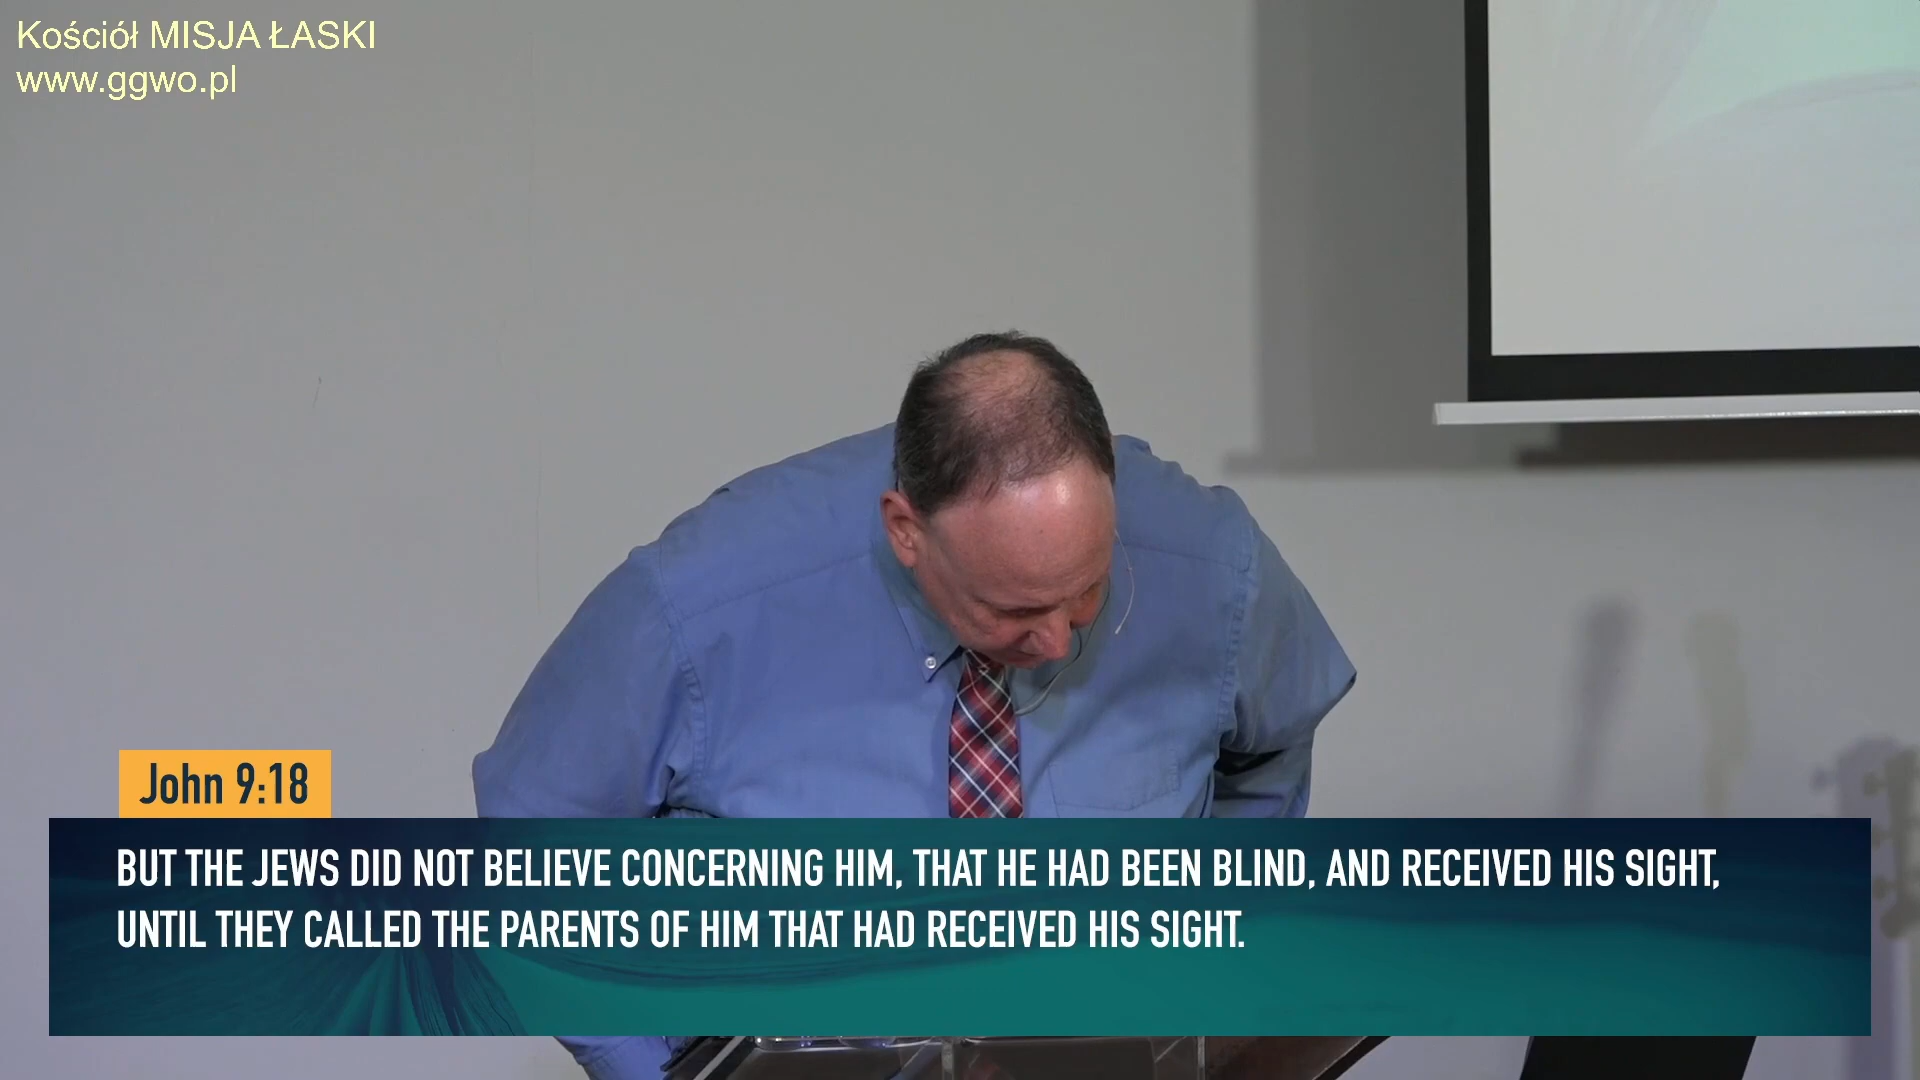 Kościół MISJA ŁASKI
www.ggwo.pl
John 9:18
BUT THE JEWS DID NOT BELIEVE CONCERNING HIM, THAT HE HAD BEEN BLIND, AND RECEIVED HIS SIGHT,
UNTIL THEY CALLED THE PARENTS OF HIM THAT HAD RECEIVED HIS SIGHT.